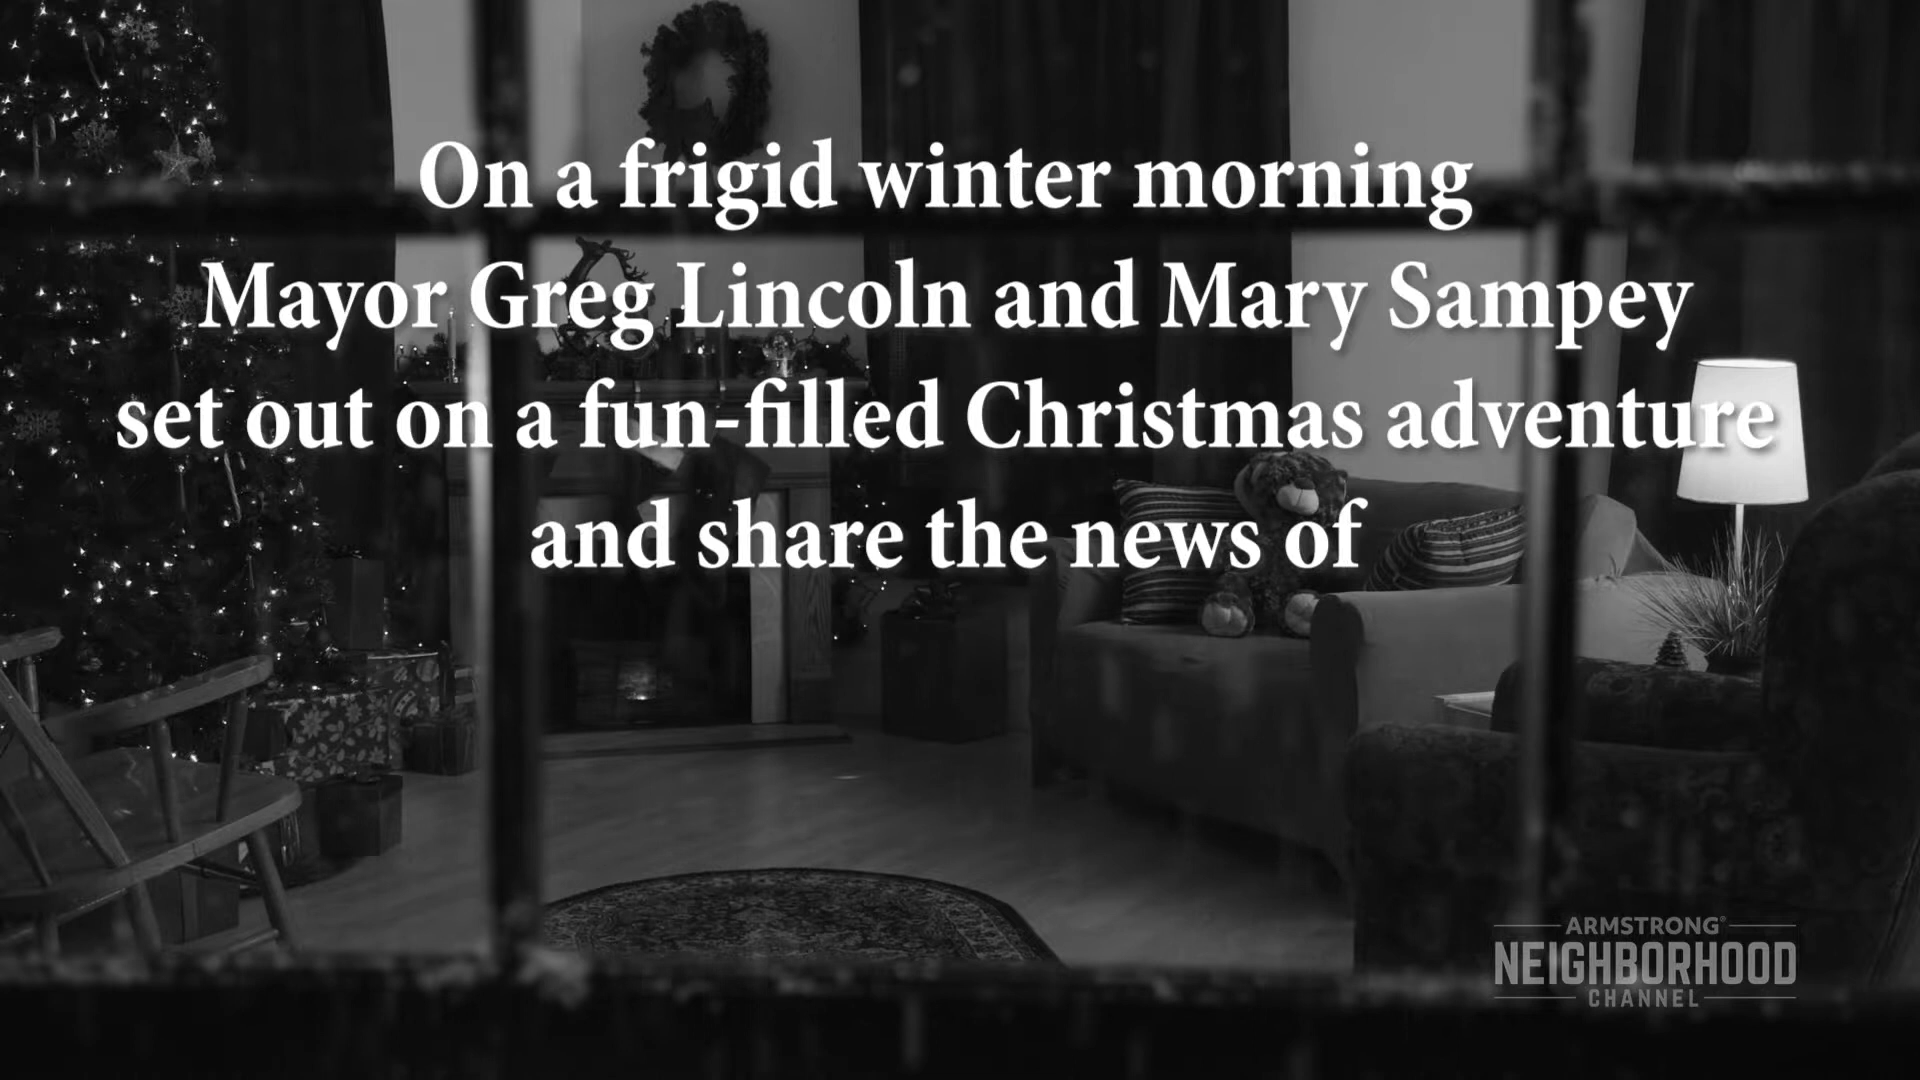 On a frigid winter morning
Mayor Greg Lincoln and Mary Sampey
set out on a fun-filled Christmas adventure
and share the news of
ARMSTRONG®
NEIGHBORHOOD
CHANNEL